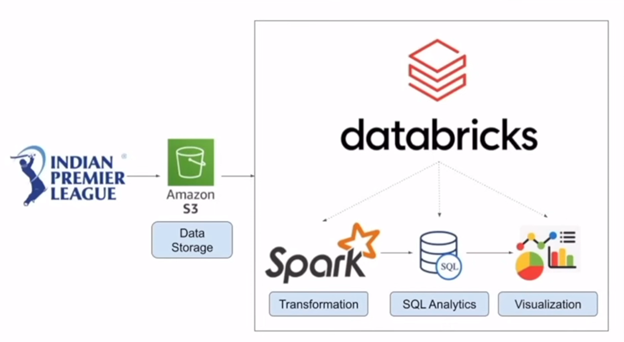 databricks
INDIAN
PREMIER
LEAGUE
Amazon
S3
Data
Storage
Spark
SQL
Transformation
SQL Analytics
Visualization